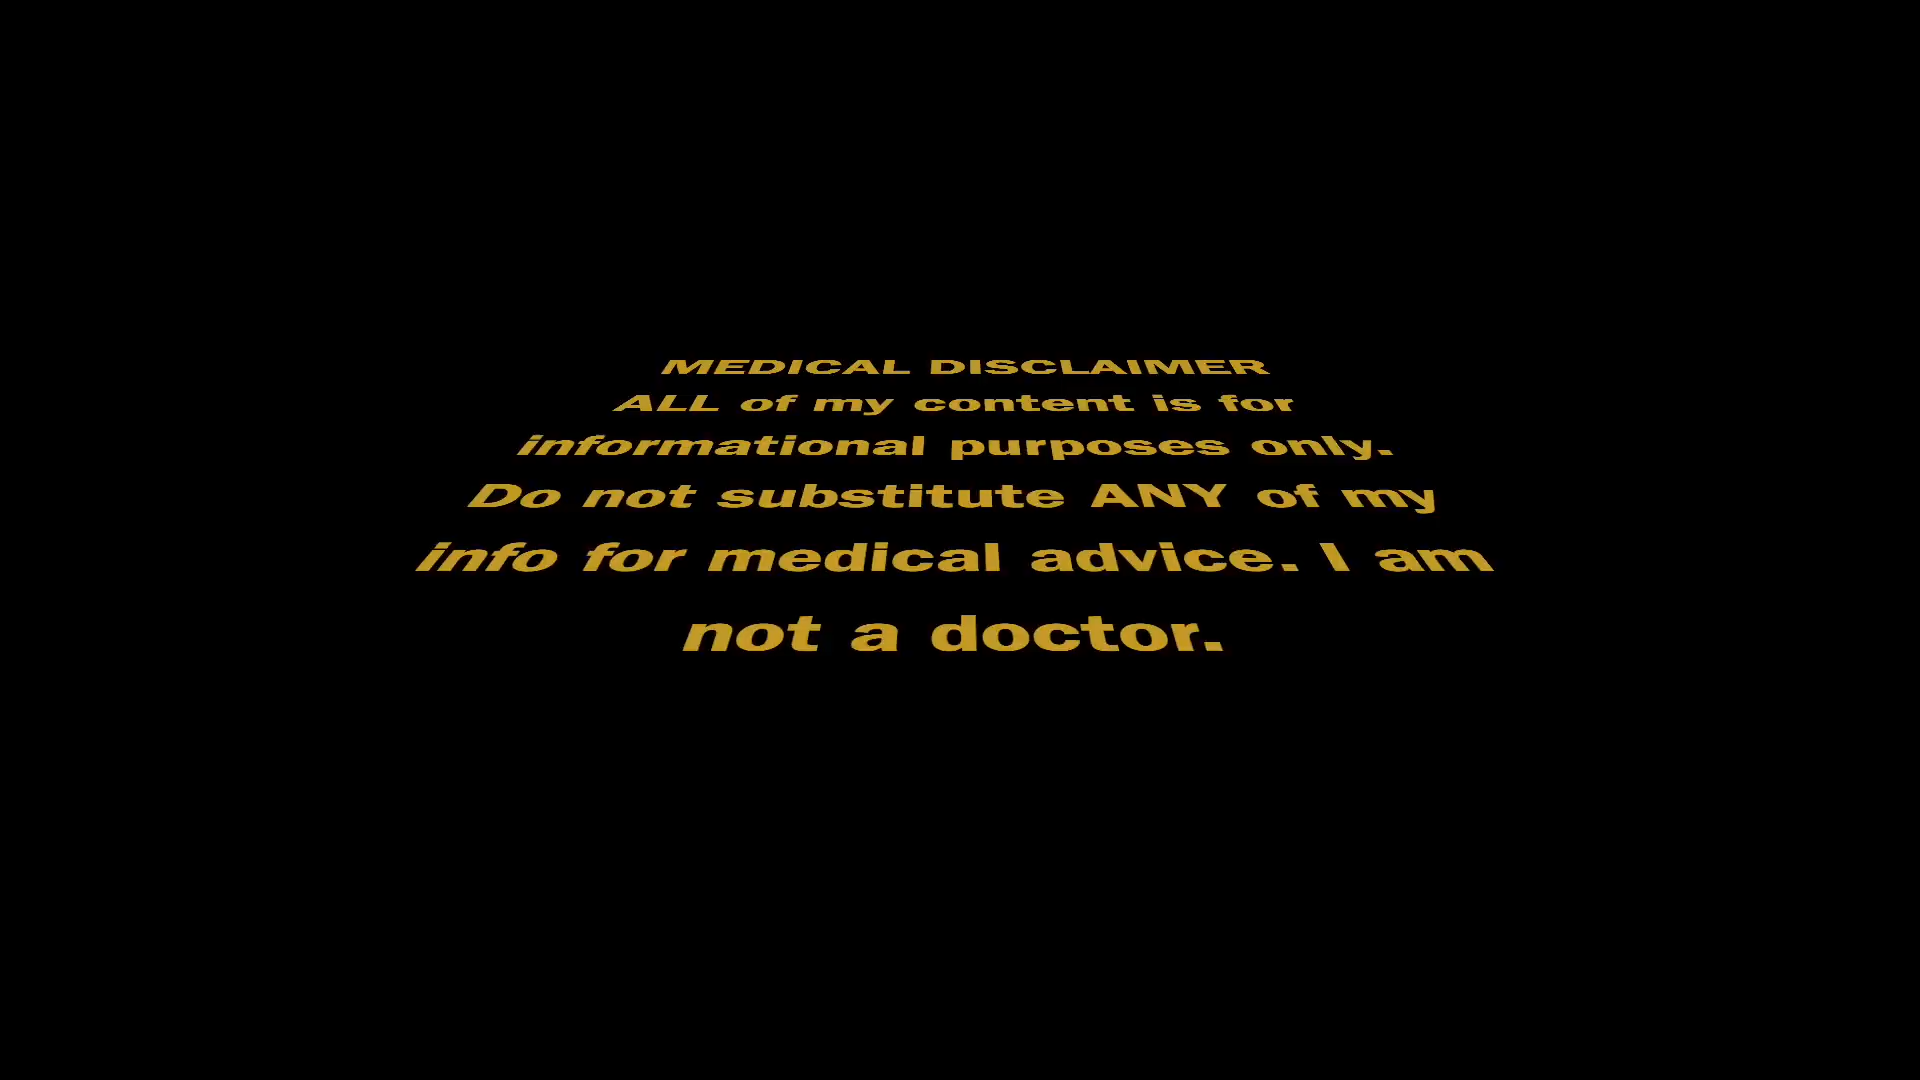 MEDICAL DISCLAIMER
ALL of my content is for
informational purposes only.
Do not substitute ANY of my
info for medical advice. I am
not a doctor.